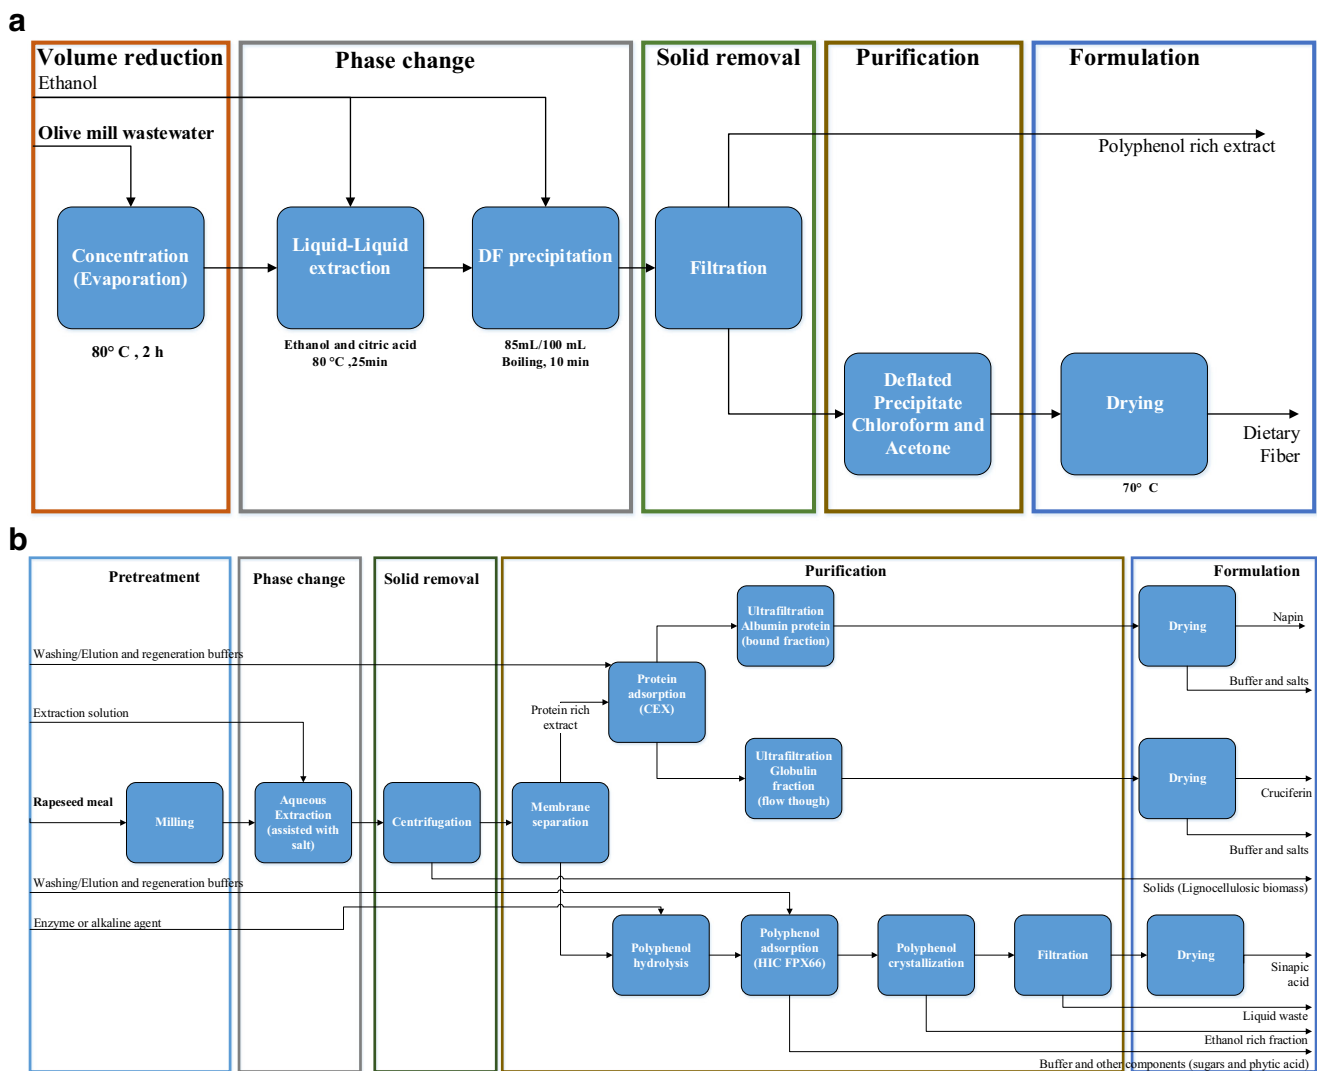 a
Volume reduction
Phase change
Solid removal
Purification
Formulation
Ethanol
Olive mill wastewater
Polyphenol rich extract
Concentration
(Evaporation)
Liquid-Liquid
extraction
DF precipitation
Filtration
80° C , 2 h
Ethanol and citric acid
80 °C ,25min
85mL/100 mL
Boiling, 10 min
Deflated
Precipitate
Chloroform and
Acetone
Drying
70° C
Dietary
Fiber
b
Pretreatment
Phase change
Solid removal
Purification
Formulation
Ultrafiltration
Albumin protein
(bound fraction)
Drying
Napin
Washing/Elution and regeneration buffers
Protein
adsorption
(CEX)
Buffer and salts
Extraction solution
Protein rich
extract
Ultrafiltration
Globulin
fraction
(flow though)
Drying
Cruciferin
Rapeseed meal
Milling
Aqueous
Extraction
(assisted with
salt)
Centrifugation
Membrane
separation
Buffer and salts
Washing/Elution and regeneration buffers
Solids (Lignocellulosic biomass)
Enzyme or alkaline agent
Polyphenol
hydrolysis
Polyphenol
adsorption
(HIC FPX66)
Polyphenol
crystallization
Filtration
Drying
Sinapic
acid
Liquid waste
Ethanol rich fraction
Buffer and other components (sugars and phytic acid)